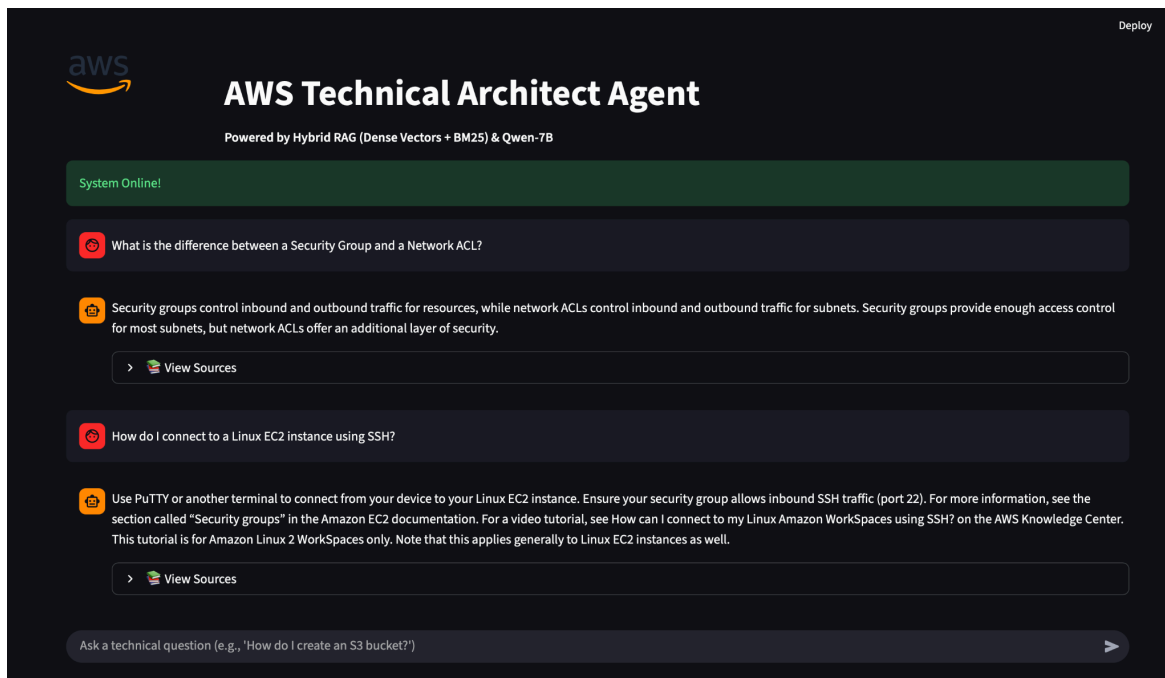 Deploy
aws
AWS Technical Architect Agent
Powered by Hybrid RAG (Dense Vectors + BM25) & Qwen-7B
System Online!
What is the difference between a Security Group and a Network ACL?
Security groups control inbound and outbound traffic for resources, while network ACLs control inbound and outbound traffic for subnets. Security groups provide enough access control
for most subnets, but network ACLs offer an additional layer of security.
View Sources
How do I connect to a Linux EC2 instance using SSH?
Use PuTTY or another terminal to connect from your device to your Linux EC2 instance. Ensure your security group allows inbound SSH traffic (port 22). For more information, see the
section called “Security groups” in the Amazon EC2 documentation. For a video tutorial, see How can I connect to my Linux Amazon WorkSpaces using SSH? on the AWS Knowledge Center.
This tutorial is for Amazon Linux 2 WorkSpaces only. Note that this applies generally to Linux EC2 instances as well.
View Sources
Ask a technical question (e.g., 'How do I create an S3 bucket?')